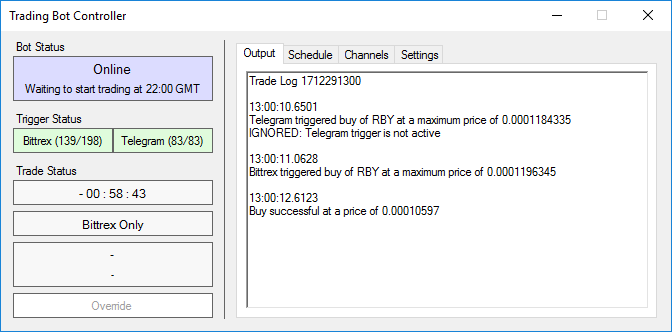 Trading Bot Controller
Bot Status
Online
Waiting to start trading at 22:00 GMT
Trigger Status
Bittrex (139/198)
Telegram (83/83)
Trade Status
- 00 : 58 : 43
Bittrex Only
-
-
Override
Output
Schedule
Channels
Settings
Trade Log 1712291300
13:00:10.6501
Telegram triggered buy of RBY at a maximum price of 0.0001184335
IGNORED: Telegram trigger is not active
13:00:11.0628
Bittrex triggered buy of RBY at a maximum price of 0.0001196345
13:00:12.6123
Buy successful at a price of 0.00010597